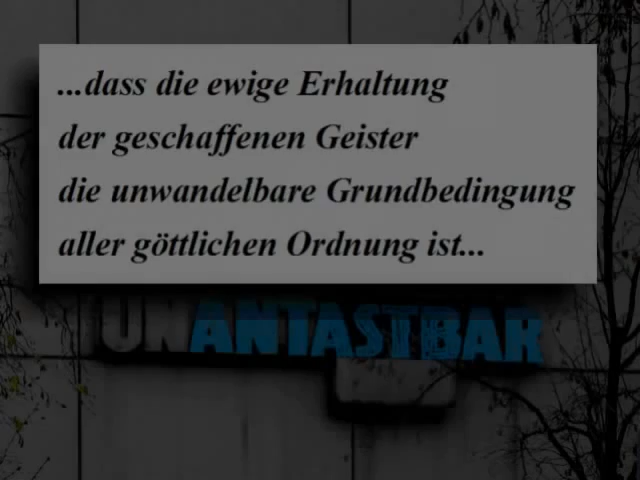 ...dass die ewige Erhaltung
der geschaffenen Geister
die unwandelbare Grundbedingung
aller göttlichen Ordnung ist...
UNANTASTBAR